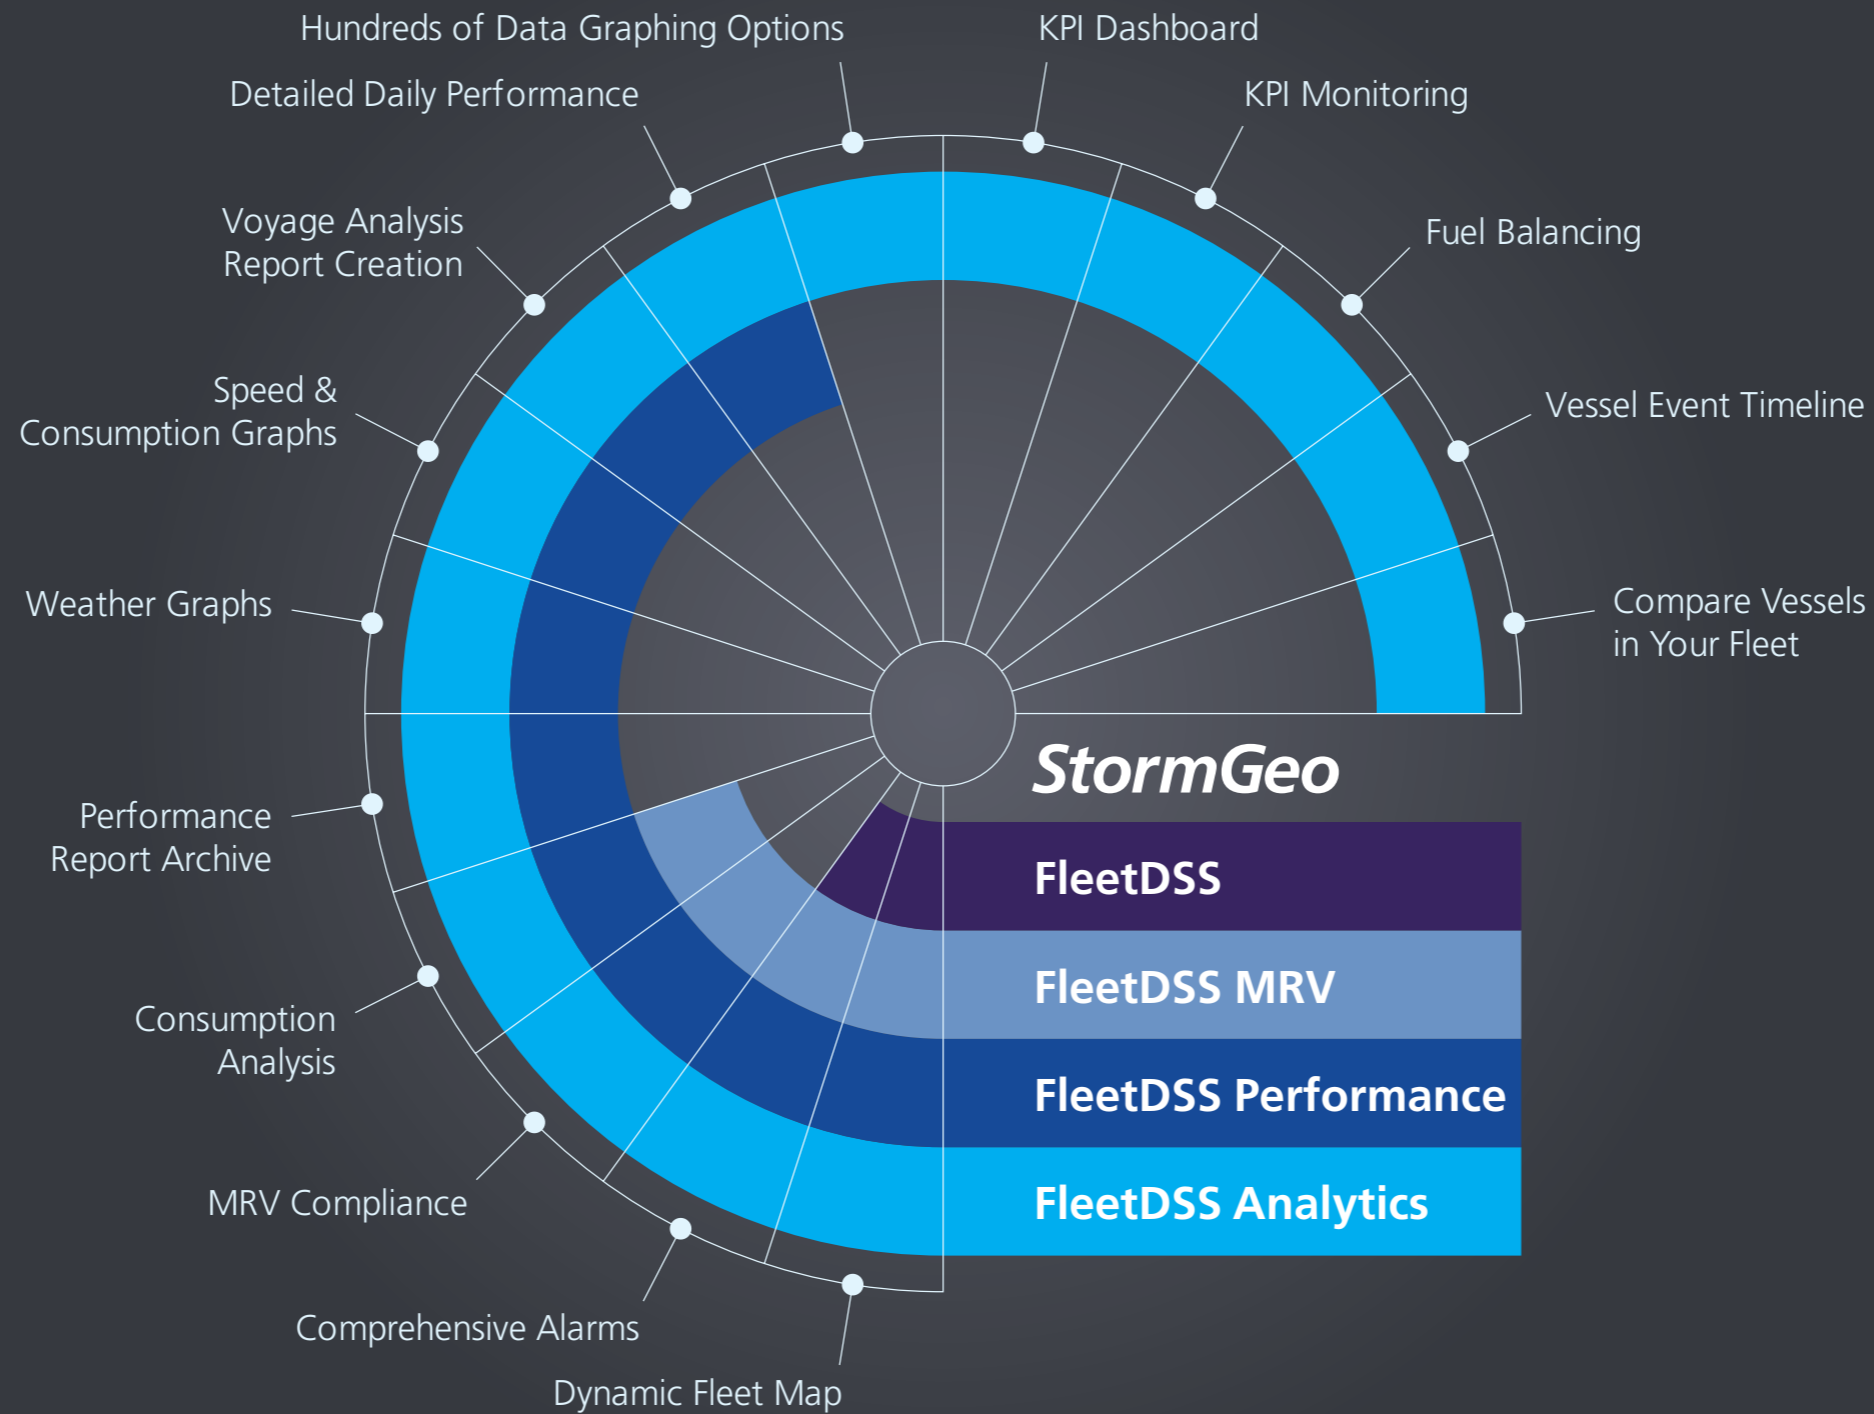 Hundreds of Data Graphing Options
KPI Dashboard
Detailed Daily Performance
KPI Monitoring
Voyage Analysis
Report Creation
Fuel Balancing
Speed &
Consumption Graphs
Vessel Event Timeline
Weather Graphs
Compare Vessels
in Your Fleet
StormGeo
Performance
Report Archive
FleetDSS
FleetDSS MRV
Consumption
Analysis
FleetDSS Performance
MRV Compliance
FleetDSS Analytics
Comprehensive Alarms
Dynamic Fleet Map